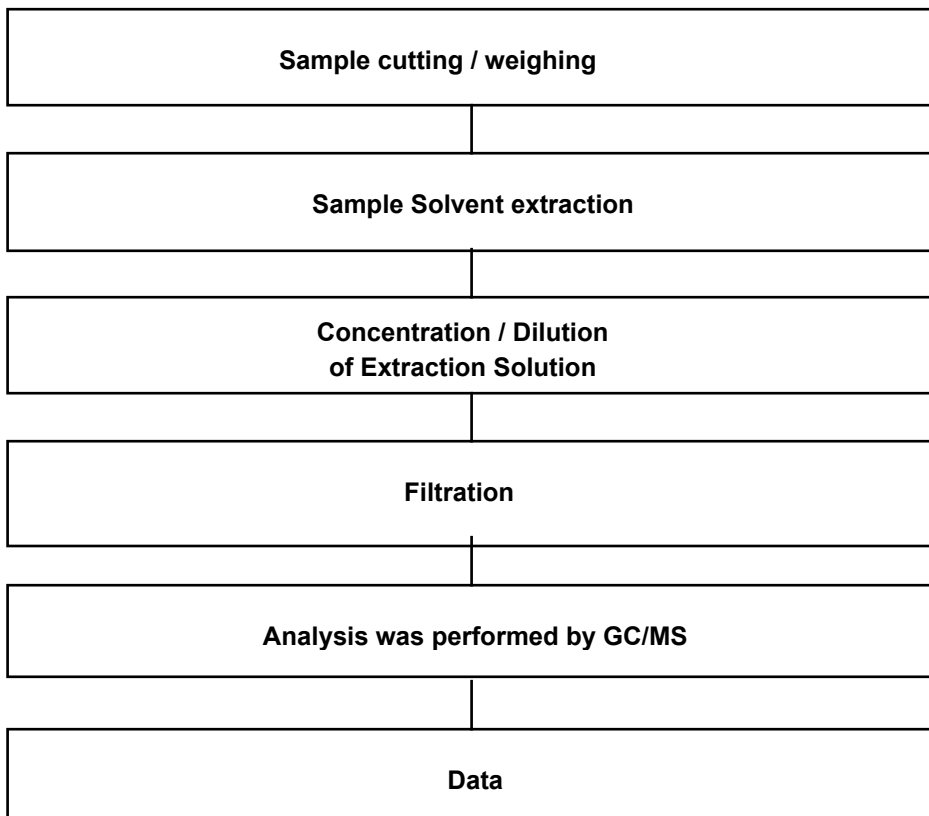 Sample cutting / weighing
Sample Solvent extraction
Concentration / Dilution
of Extraction Solution
Filtration
Analysis was performed by GC/MS
Data